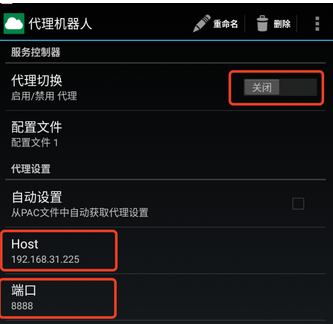 代理机器人
重命名
删除
服务控制器
代理切换
关闭
启用/禁用 代理
配置文件
配置文件 1
代理设置
自动设置
从PAC文件中自动获取代理设置
Host
192.168.31.225
端口
8888